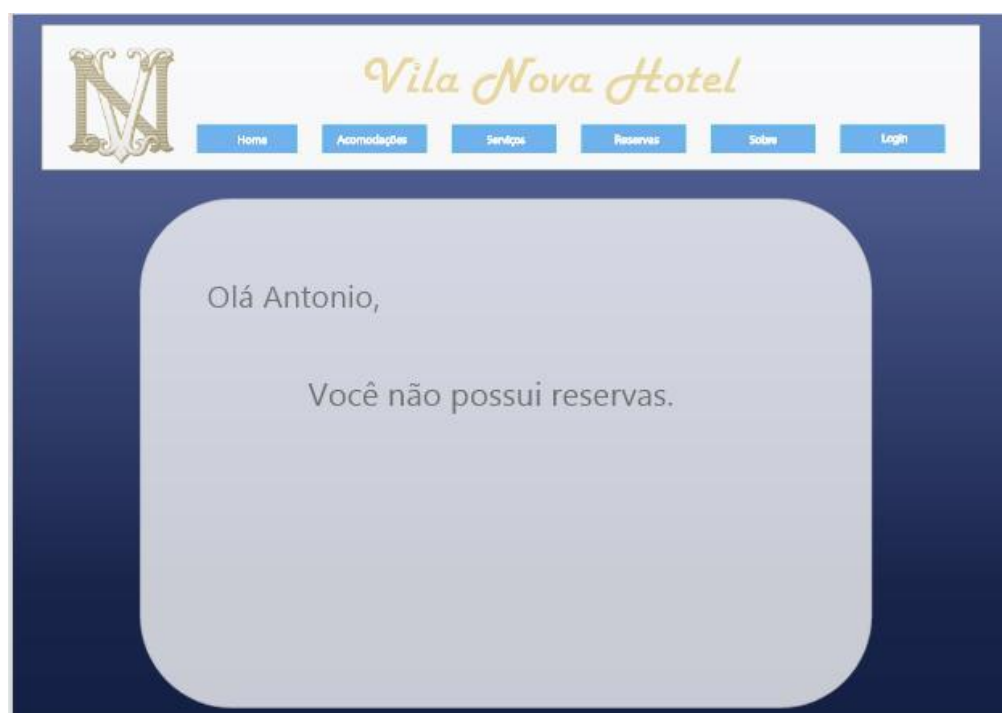 Vila Nova Hotel
Home Acomodações Serviços Reservas Sobre Login
Olá Antonio,
Você não possui reservas.